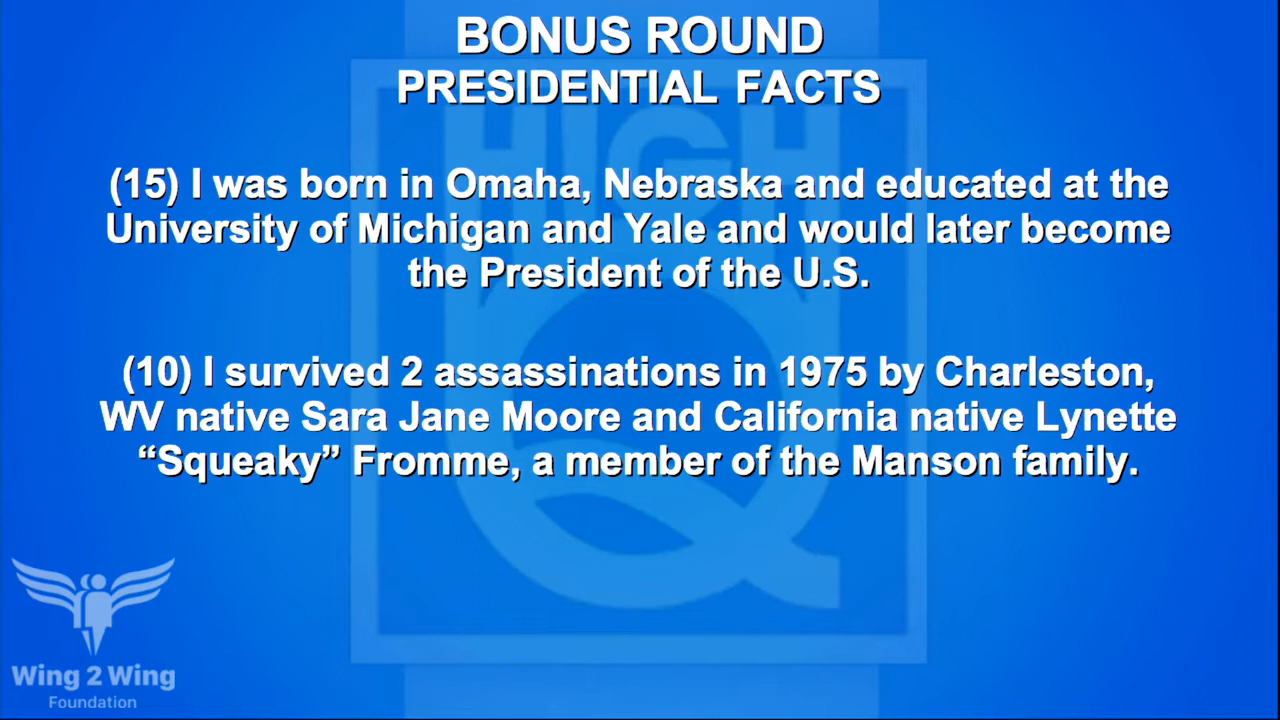 BONUS ROUND
PRESIDENTIAL FACTS
(15) I was born in Omaha, Nebraska and educated at the
University of Michigan and Yale and would later become
the President of the U.S.
(10) I survived 2 assassinations in 1975 by Charleston,
WV native Sara Jane Moore and California native Lynette
“Squeaky” Fromme, a member of the Manson family.
HIGH
Q
Wing 2 Wing
Foundation